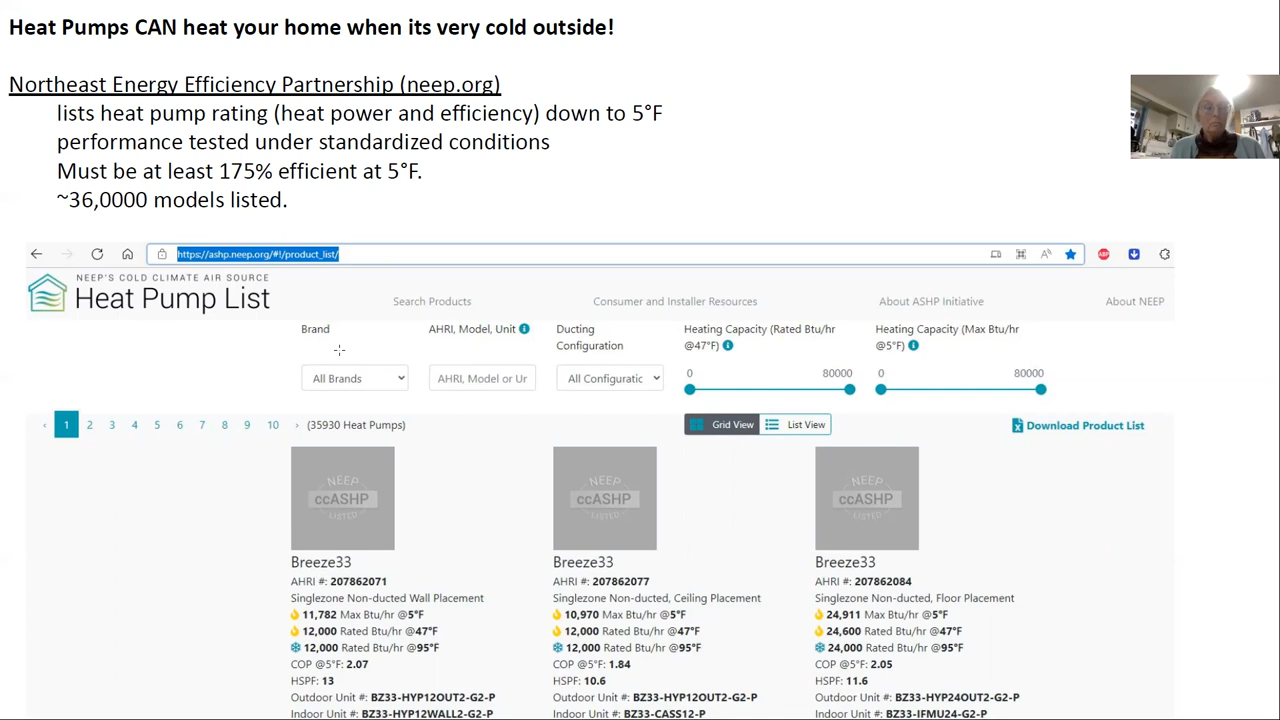 Heat Pumps CAN heat your home when its very cold outside!
Northeast Energy Efficiency Partnership (neep.org)
lists heat pump rating (heat power and efficiency) down to 5°F
performance tested under standardized conditions
Must be at least 175% efficient at 5°F.
~36,0000 models listed.
https://ashp.neep.org/#!/product_list/
NEEP'S COLD CLIMATE AIR SOURCE
Heat Pump List
Search Products
Consumer and Installer Resources
About ASHP Initiative
About NEEP
Brand
AHRI, Model, Unit
Ducting
Configuration
Heating Capacity (Rated Btu/hr
@47°F)
Heating Capacity (Max Btu/hr
@5°F)
All Brands
AHRI, Model or Ur
All Configuratic
0 80000
0 80000
‹ 1 2 3 4 5 6 7 8 9 10 › (35930 Heat Pumps)
Grid View
List View
Download Product List
NEEP
ccASHP
LISTED
Breeze33
AHRI #: 207862071
Singlezone Non-ducted Wall Placement
11,782 Max Btu/hr @5°F
12,000 Rated Btu/hr @47°F
12,000 Rated Btu/hr @95°F
COP @5°F: 2.07
HSPF: 13
Outdoor Unit #: BZ33-HYP12OUT2-G2-P
Indoor Unit #: BZ33-HYP12WALL2-G2-P
NEEP
ccASHP
LISTED
Breeze33
AHRI #: 207862077
Singlezone Non-ducted, Ceiling Placement
10,970 Max Btu/hr @5°F
12,000 Rated Btu/hr @47°F
12,000 Rated Btu/hr @95°F
COP @5°F: 1.84
HSPF: 10.6
Outdoor Unit #: BZ33-HYP12OUT-G2-P
Indoor Unit #: BZ33-CASS12-P
NEEP
ccASHP
LISTED
Breeze33
AHRI #: 207862084
Singlezone Non-ducted, Floor Placement
24,911 Max Btu/hr @5°F
24,600 Rated Btu/hr @47°F
24,000 Rated Btu/hr @95°F
COP @5°F: 2.05
HSPF: 11.6
Outdoor Unit #: BZ33-HYP24OUT-G2-P
Indoor Unit #: BZ33-IFMU24-G2-P